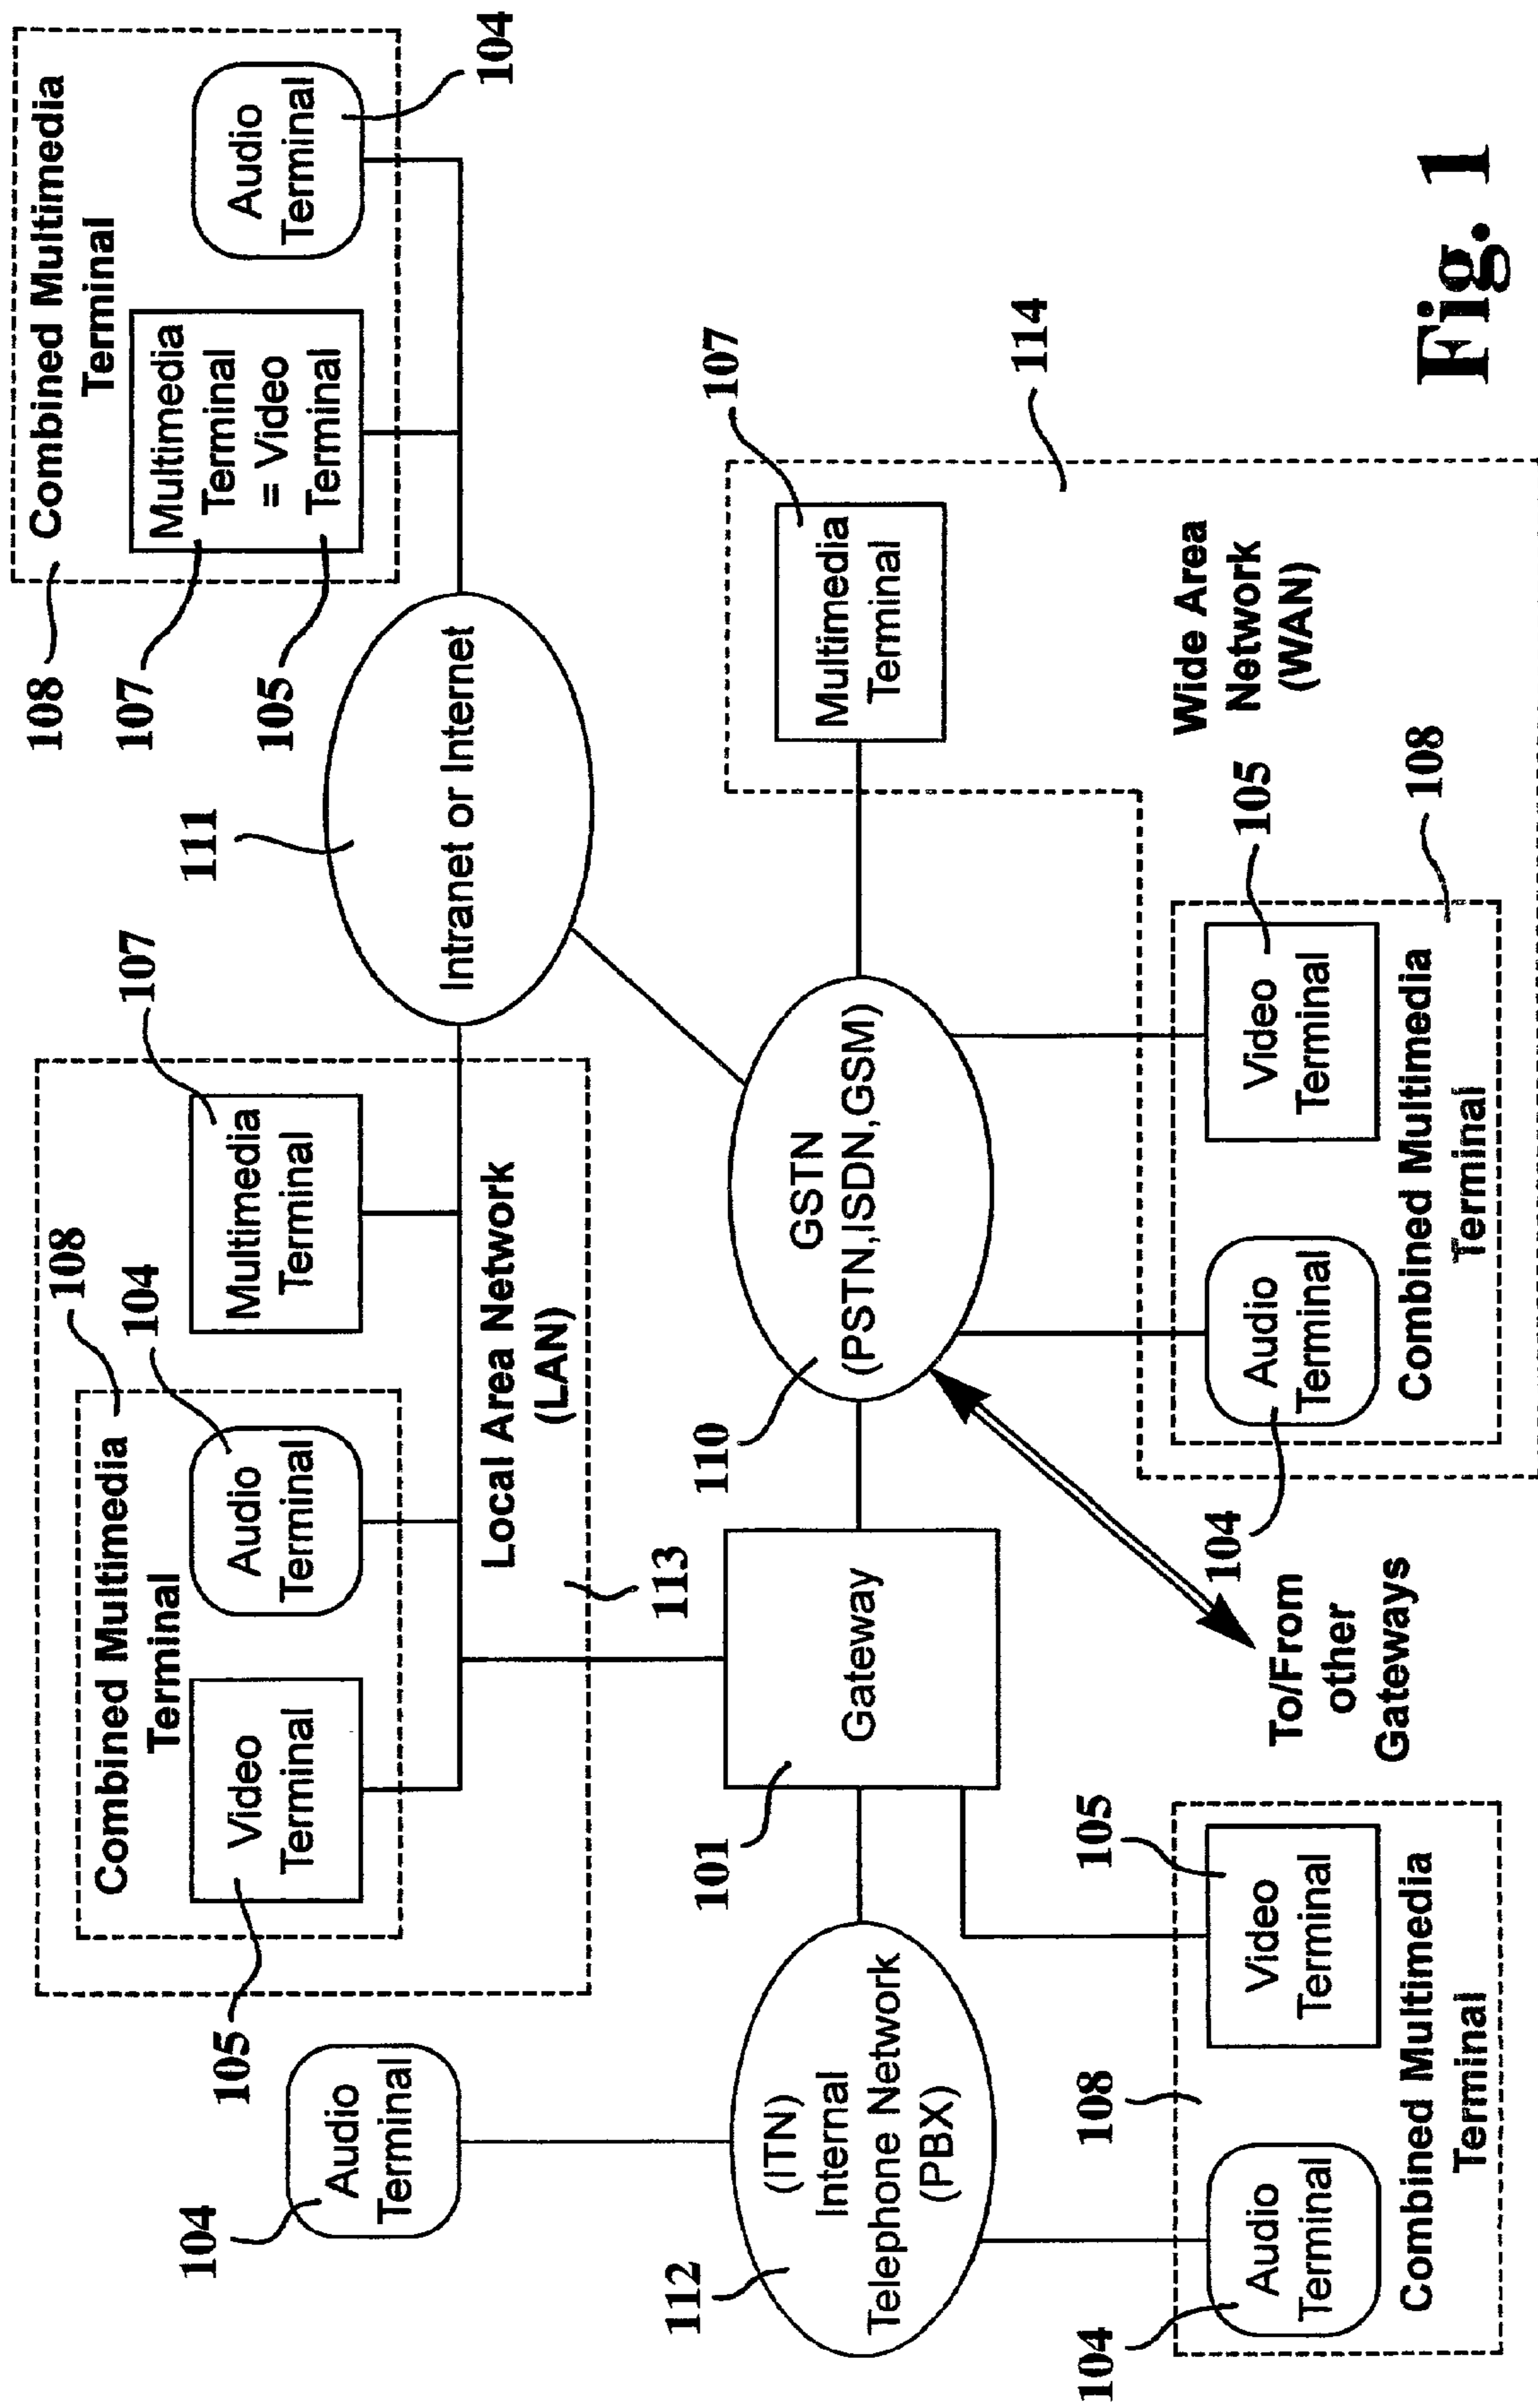 104
Audio
Terminal
105
Combined Multimedia
Terminal
Video
Terminal
Audio
Terminal
104
108
Multimedia
Terminal
107
Local Area Network
(LAN)
113
111
Intranet or Internet
108
107
105
Combined Multimedia
Terminal
Multimedia
Terminal
= Video
Terminal
Audio
Terminal
104
112
(ITN)
Internal
Telephone Network
(PBX)
101
Gateway
110
GSTN
(PSTN,ISDN,GSM)
Multimedia
Terminal
107
114
Wide Area
Network
(WAN)
104
Audio
Terminal
108
105
Video
Terminal
Combined Multimedia
Terminal
To/From
other
Gateways
104
Audio
Terminal
Video
Terminal
105
108
Combined Multimedia
Terminal
Fig. 1